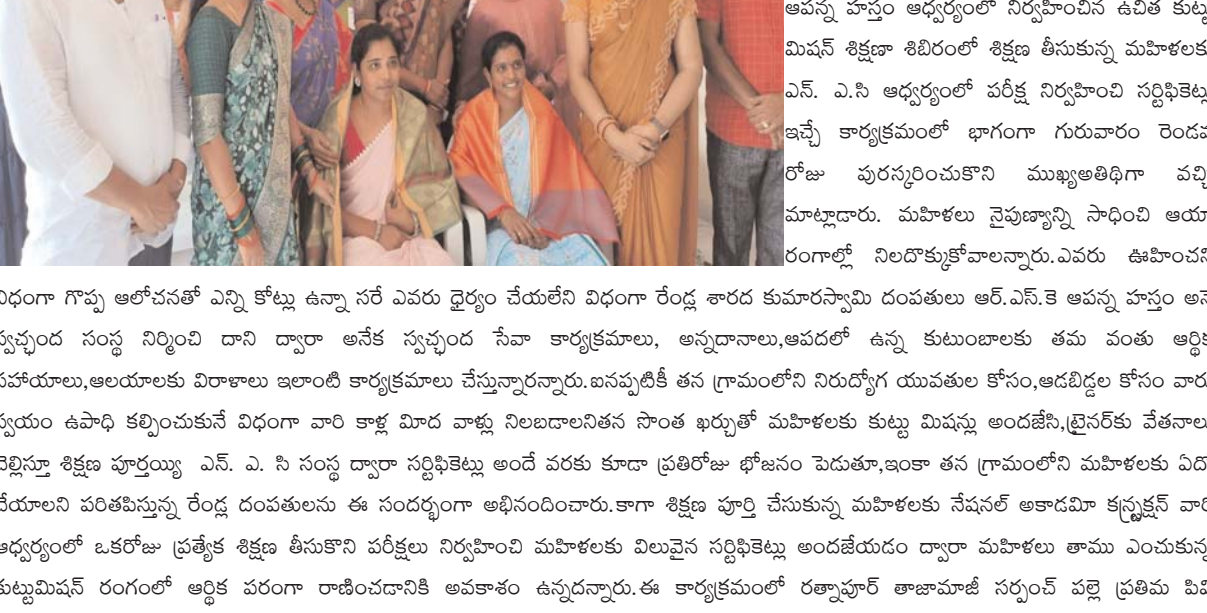 ఆపన్న హస్తం ఆధ్వర్యంలో నిర్వహించిన ఉచిత కుట్టు
మిషన్ శిక్షణా శిబిరంలో శిక్షణ తీసుకున్న మహిళలకు
ఎన్. ఎ.సి ఆధ్వర్యంలో పరీక్ష నిర్వహించి సర్టిఫికెట్లు
ఇచ్చే కార్యక్రమంలో భాగంగా గురువారం రెండవ
రోజు పురస్కరించుకొని ముఖ్యఅతిథిగా వచ్చి
మాట్లాడారు. మహిళలు నైపుణ్యాన్ని సాధించి ఆయా
రంగాల్లో నిలదొక్కుకోవాలన్నారు.ఎవరు ఊహించని
విధంగా గొప్ప ఆలోచనతో ఎన్ని కోట్లు ఉన్నా సరే ఎవరు ధైర్యం చేయలేని విధంగా రేండ్ల శారద కుమారస్వామి దంపతులు ఆర్.ఎస్.కె ఆపన్న హస్తం అనే
స్వచ్ఛంద సంస్థ నిర్మించి దాని ద్వారా అనేక స్వచ్ఛంద సేవా కార్యక్రమాలు, అన్నదానాలు,ఆపదలో ఉన్న కుటుంబాలకు తమ వంతు ఆర్థిక
సహాయాలు,ఆలయాలకు విరాళాలు ఇలాంటి కార్యక్రమాలు చేస్తున్నారన్నారు.ఐనప్పటికీ తన గ్రామంలోని నిరుద్యోగ యువతుల కోసం,ఆడబిడ్డల కోసం వారు
స్వయం ఉపాధి కల్పించుకునే విధంగా వారి కాళ్ల మీద వాళ్లు నిలబడాలనితన సొంత ఖర్చుతో మహిళలకు కుట్టు మిషన్లు అందజేసి,ట్రైనర్‌కు వేతనాలు
చెల్లిస్తూ శిక్షణ పూర్తయ్యి ఎన్. ఎ. సి సంస్థ ద్వారా సర్టిఫికెట్లు అందే వరకు కూడా ప్రతిరోజు భోజనం పెడుతూ,ఇంకా తన గ్రామంలోని మహిళలకు ఏదో
చేయాలని పరితపిస్తున్న రేండ్ల దంపతులను ఈ సందర్భంగా అభినందించారు.కాగా శిక్షణ పూర్తి చేసుకున్న మహిళలకు నేషనల్ అకాడమీ కన్స్ట్రక్షన్ వారి
ఆధ్వర్యంలో ఒకరోజు ప్రత్యేక శిక్షణ తీసుకొని పరీక్షలు నిర్వహించి మహిళలకు విలువైన సర్టిఫికెట్లు అందజేయడం ద్వారా మహిళలు తాము ఎంచుకున్న
కుట్టుమిషన్ రంగంలో ఆర్థిక పరంగా రాణించడానికి అవకాశం ఉన్నదన్నారు.ఈ కార్యక్రమంలో రత్నాపూర్ తాజామాజీ సర్పంచ్ పల్లె ప్రతిమ పివి